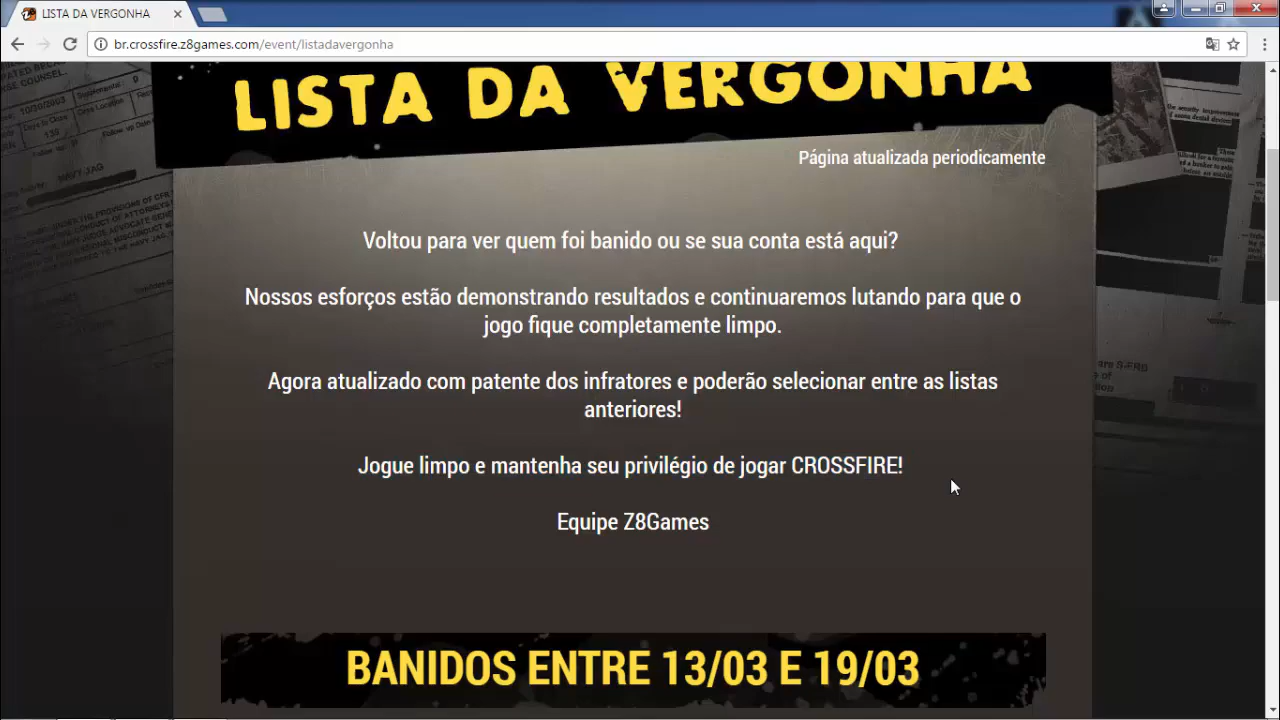 LISTA DA VERGONHA
br.crossfire.z8games.com/event/listadavergonha
LISTA DA VERGONHA
Página atualizada periodicamente
Voltou para ver quem foi banido ou se sua conta está aqui?
Nossos esforços estão demonstrando resultados e continuaremos lutando para que o
jogo fique completamente limpo.
Agora atualizado com patente dos infratores e poderão selecionar entre as listas
anteriores!
Jogue limpo e mantenha seu privilégio de jogar CROSSFIRE!
Equipe Z8Games
BANIDOS ENTRE 13/03 E 19/03